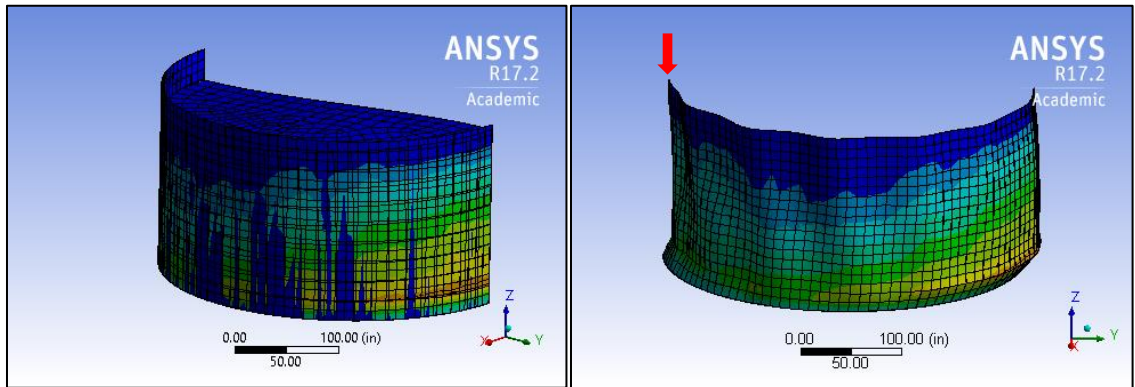 ANSYS
R17.2
Academic
0.00
100.00 (in)
50.00
Z
X
Y
ANSYS
R17.2
Academic
0.00
100.00 (in)
50.00
Z
X
Y